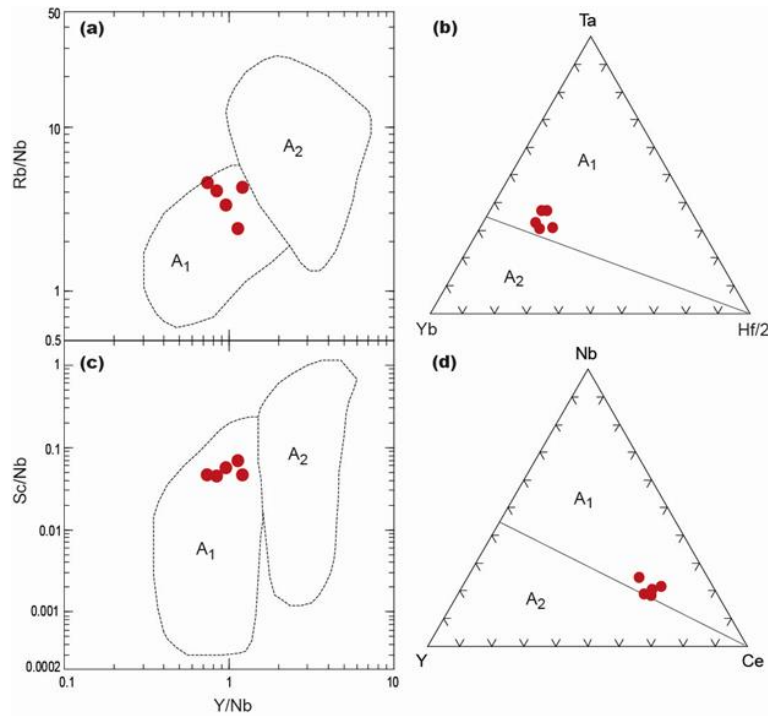 (a)
50
10
1
0.5
Rb/Nb
A1
A2
(b)
Ta
A1
A2
Yb
Hf/2
(c)
1
0.1
0.01
0.001
0.0002
Sc/Nb
A1
A2
0.1
1
10
Y/Nb
(d)
Nb
A1
A2
Y
Ce